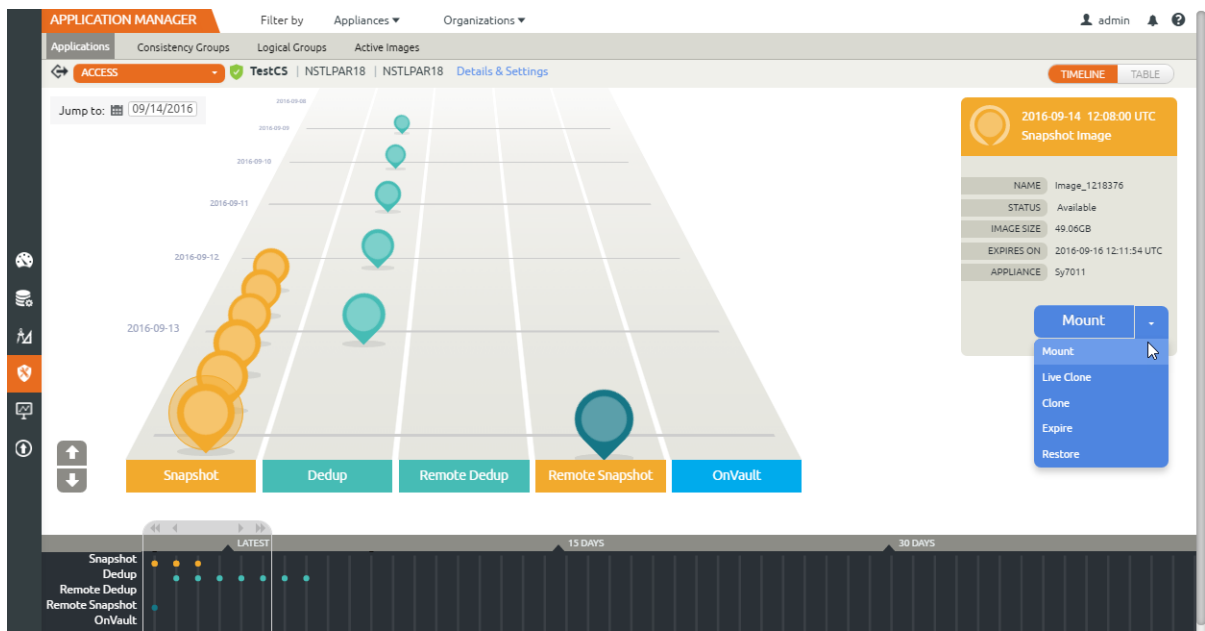 APPLICATION MANAGER Filter by Appliances Organizations admin
Applications Consistency Groups Logical Groups Active Images
ACCESS TestCS | NSTLPAR18 | NSTLPAR18 Details & Settings TIMELINE TABLE
Jump to: 09/14/2016
2016-09-08
2016-09-09
2016-09-10
2016-09-11
2016-09-12
2016-09-13
2016-09-14 12:08:00 UTC
Snapshot Image
NAME Image_1218376
STATUS Available
IMAGE SIZE 49.06GB
EXPIRES ON 2016-09-16 12:11:54 UTC
APPLIANCE Sy7011
Mount
Mount
Live Clone
Clone
Expire
Restore
Snapshot Dedup Remote Dedup Remote Snapshot OnVault
LATEST 15 DAYS 30 DAYS
Snapshot
Dedup
Remote Dedup
Remote Snapshot
OnVault